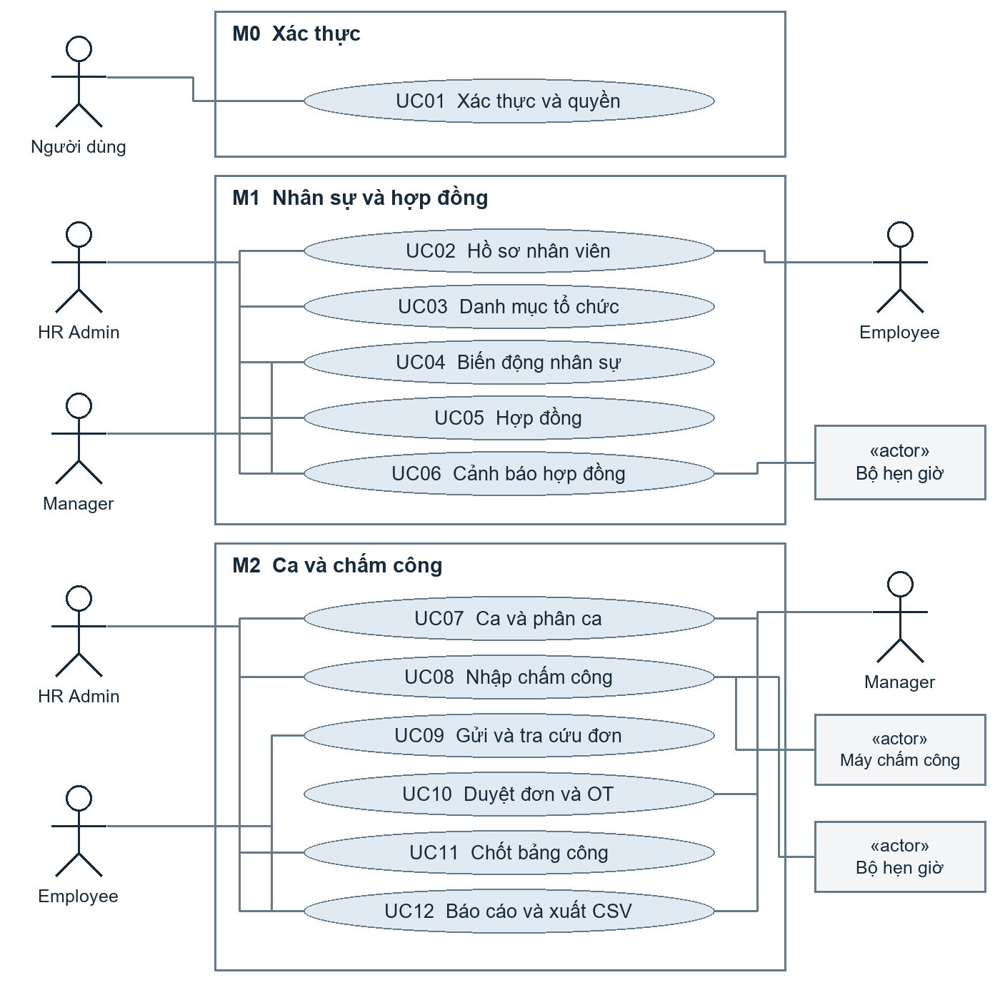 M0  Xác thực
UC01  Xác thực và quyền
Người dùng
M1  Nhân sự và hợp đồng
UC02  Hồ sơ nhân viên
UC03  Danh mục tổ chức
HR Admin
Employee
UC04  Biến động nhân sự
UC05  Hợp đồng
UC06  Cảnh báo hợp đồng
«actor»
Bộ hẹn giờ
Manager
M2  Ca và chấm công
UC07  Ca và phân ca
UC08  Nhập chấm công
HR Admin
Manager
UC09  Gửi và tra cứu đơn
«actor»
Máy chấm công
UC10  Duyệt đơn và OT
UC11  Chốt bảng công
«actor»
Bộ hẹn giờ
Employee
UC12  Báo cáo và xuất CSV